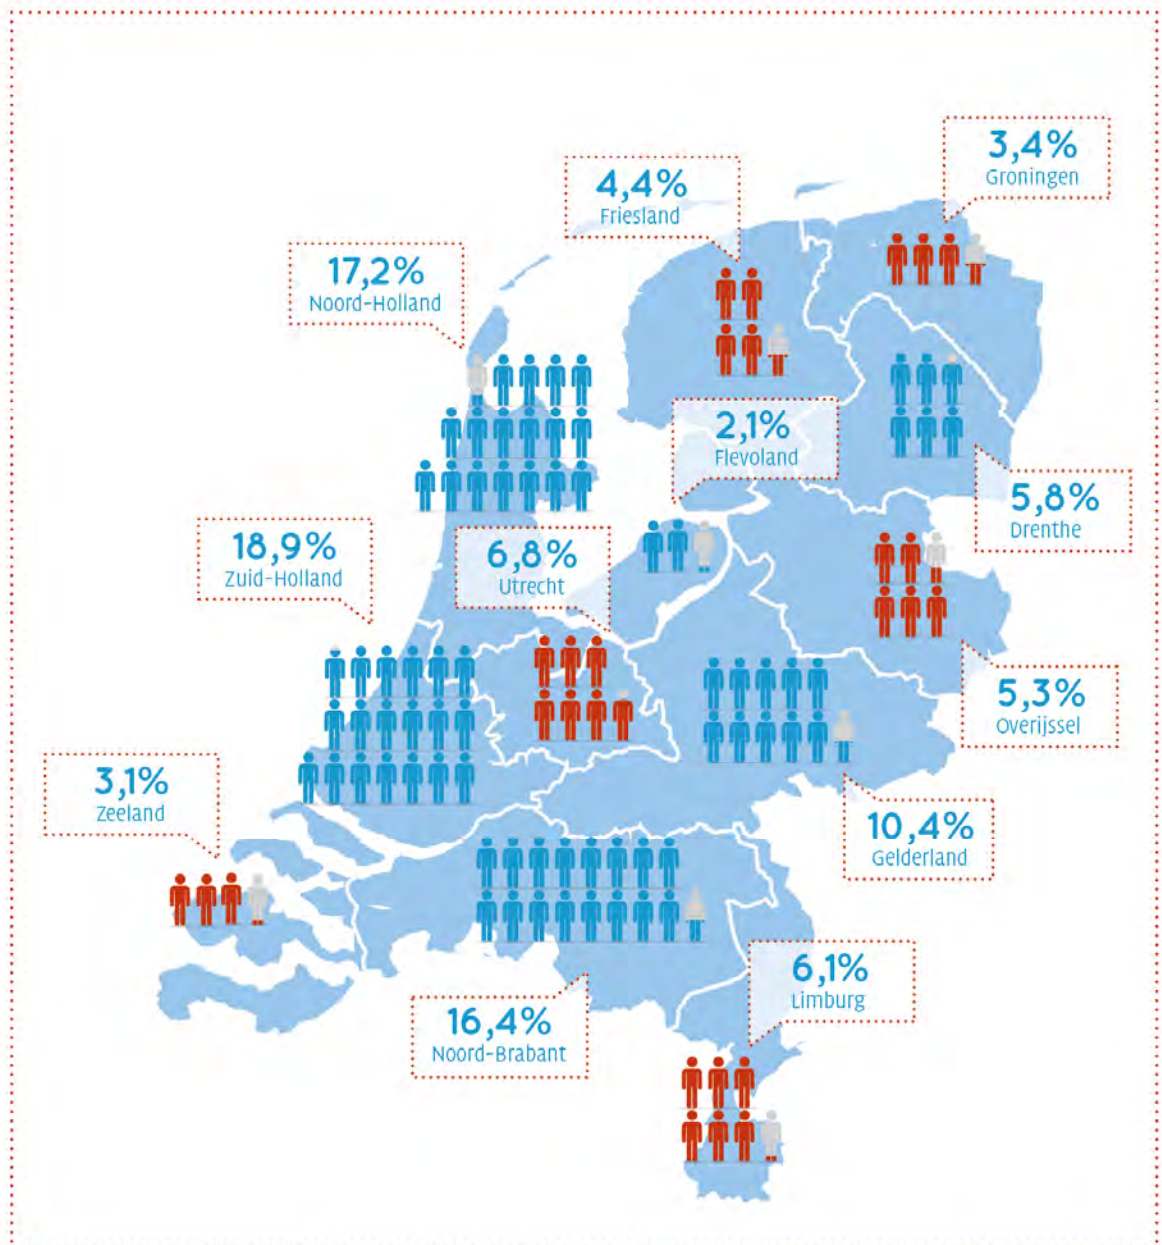 3,4%
Groningen
4,4%
Friesland
17,2%
Noord-Holland
2,1%
Flevoland
5,8%
Drenthe
18,9%
Zuid-Holland
6,8%
Utrecht
5,3%
Overijssel
3,1%
Zeeland
10,4%
Gelderland
6,1%
Limburg
16,4%
Noord-Brabant